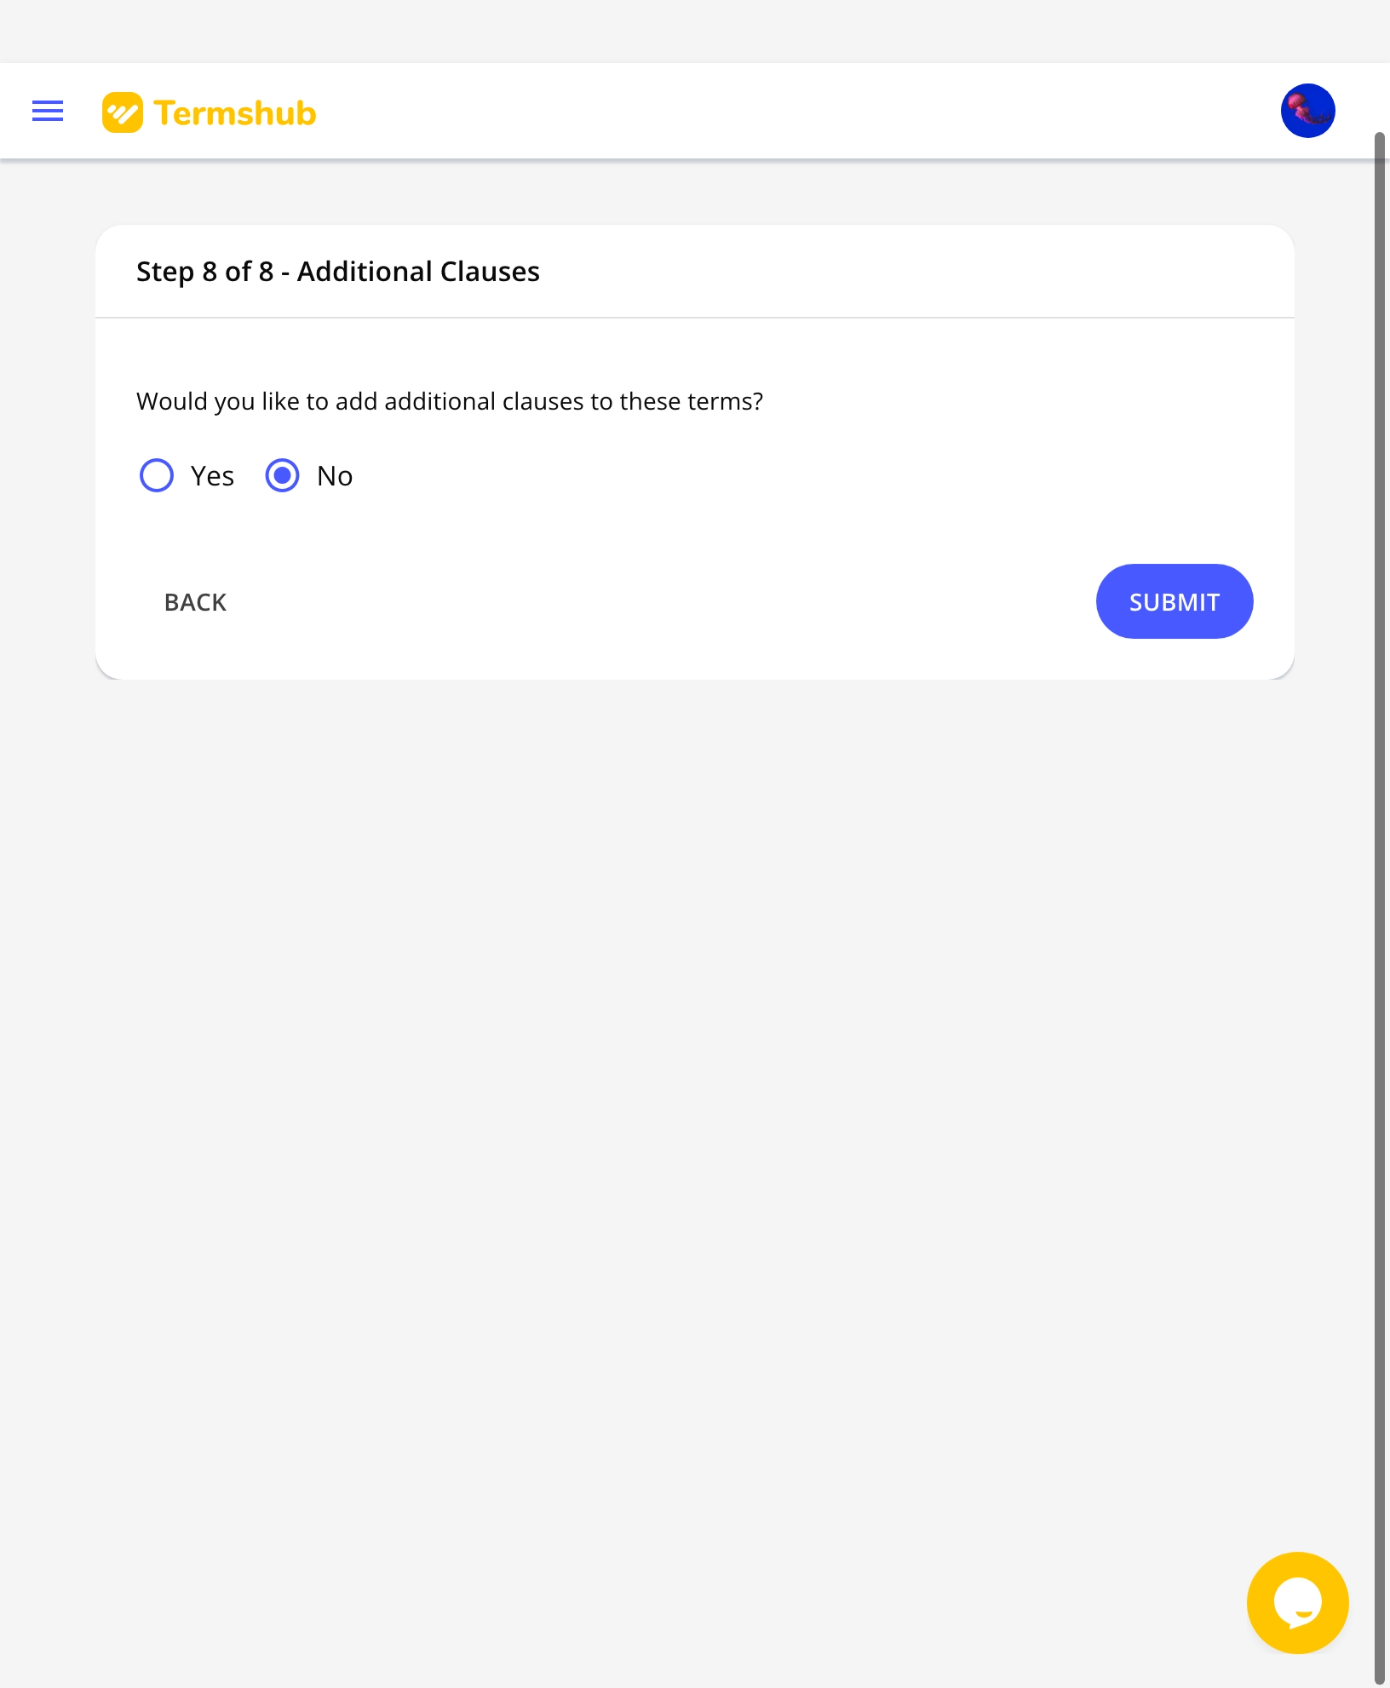 Termshub
Step 8 of 8 - Additional Clauses
Would you like to add additional clauses to these terms?
Yes No
BACK SUBMIT